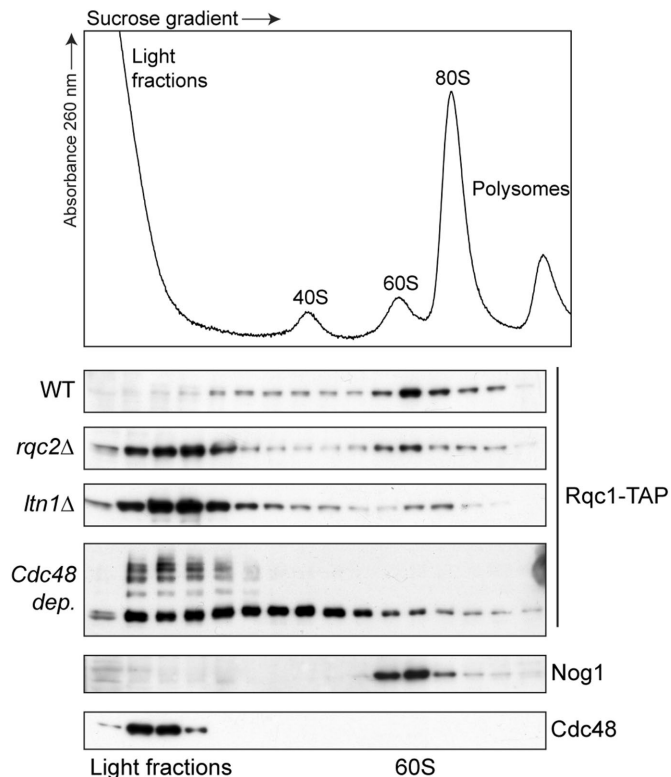 Sucrose gradient
Absorbance 260 nm
Light
fractions
80S
Polysomes
40S
60S
WT
rqc2Δ
ltn1Δ
Cdc48
dep.
Rqc1-TAP
Nog1
Cdc48
Light fractions
60S